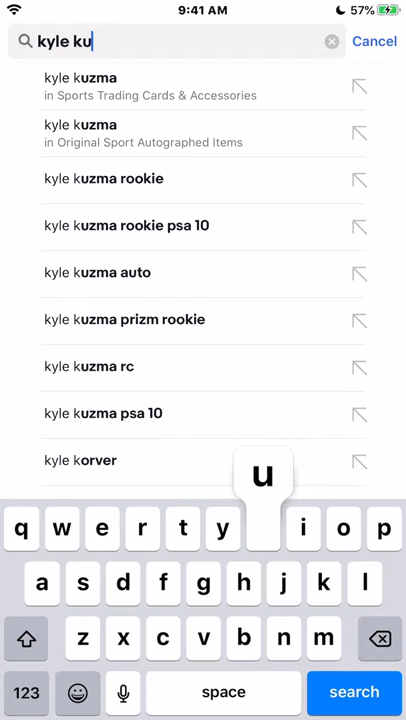 9:41 AM 57%
kyle ku Cancel
kyle kuzma
in Sports Trading Cards & Accessories
kyle kuzma
in Original Sport Autographed Items
kyle kuzma rookie
kyle kuzma rookie psa 10
kyle kuzma auto
kyle kuzma prizm rookie
kyle kuzma rc
kyle kuzma psa 10
kyle korver
u
q w e r t y i o p
a s d f g h j k l
z x c v b n m
123 space search